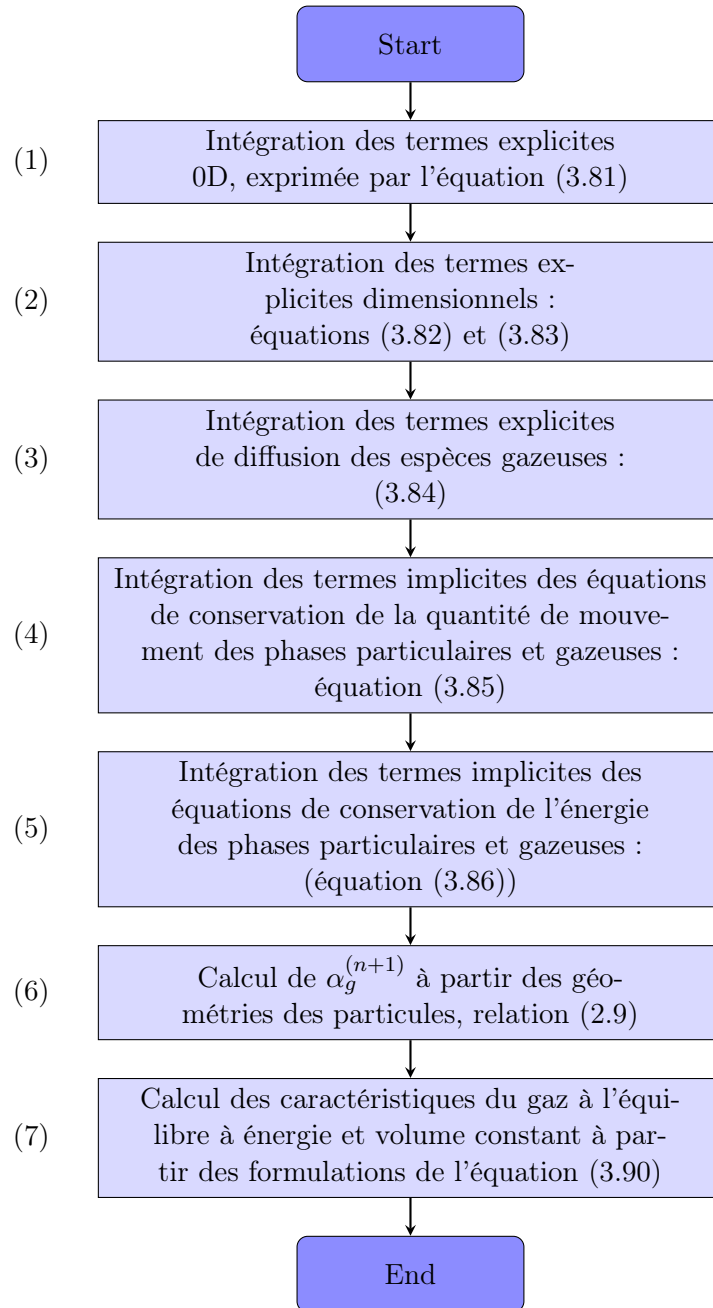 Start
(1)
Intégration des termes explicites
0D, exprimée par l'équation (3.81)
(2)
Intégration des termes ex-
plicites dimensionnels :
équations (3.82) et (3.83)
(3)
Intégration des termes explicites
de diffusion des espèces gazeuses :
(3.84)
(4)
Intégration des termes implicites des équations
de conservation de la quantité de mouve-
ment des phases particulaires et gazeuses :
équation (3.85)
(5)
Intégration des termes implicites des
équations de conservation de l'énergie
des phases particulaires et gazeuses :
(équation (3.86))
(6)
Calcul de $\alpha_g^{(n+1)}$ à partir des géo-
métries des particules, relation (2.9)
(7)
Calcul des caractéristiques du gaz à l'équi-
libre à énergie et volume constant à par-
tir des formulations de l'équation (3.90)
End